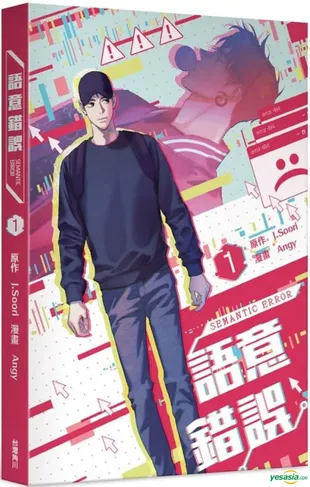 語意錯誤
SEMANTIC
ERROR
1
原作 J.Soori 漫畫 Angy
台灣角川
1
原作。J.Soori
漫畫 Angy
SEMANTIC ERROR
語意
錯誤
yesasia.com